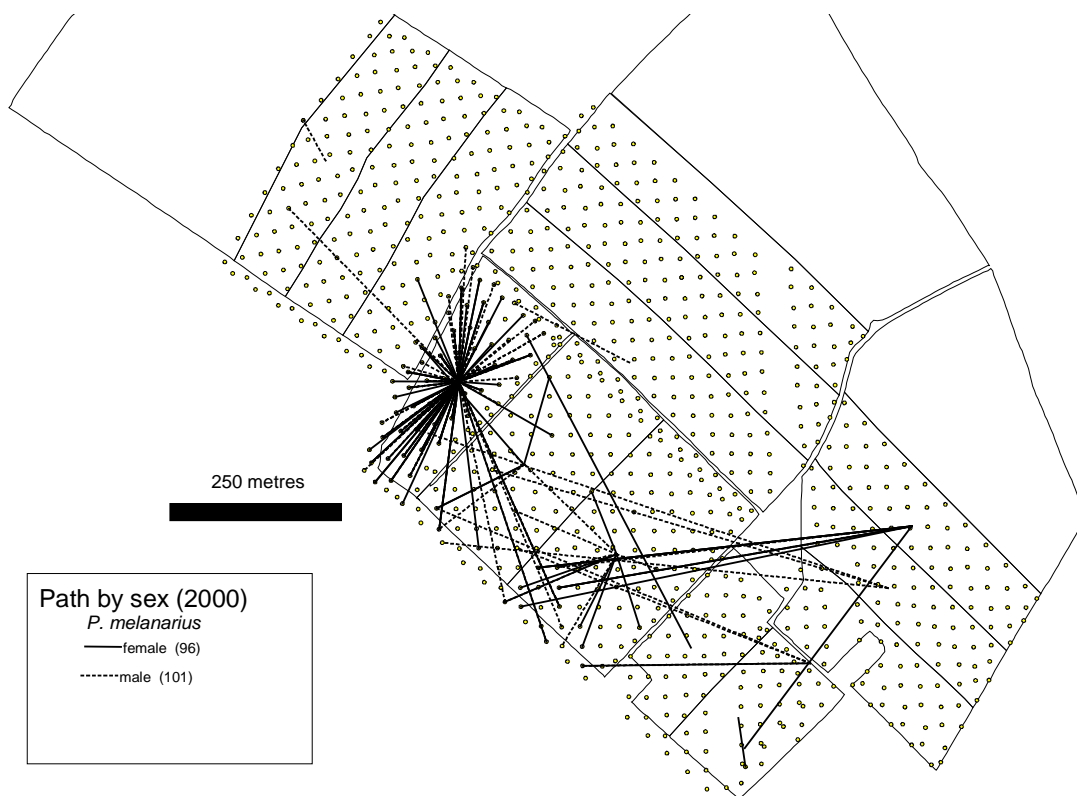 250 metres
Path by sex (2000)
P. melanarius
female (96)
male (101)